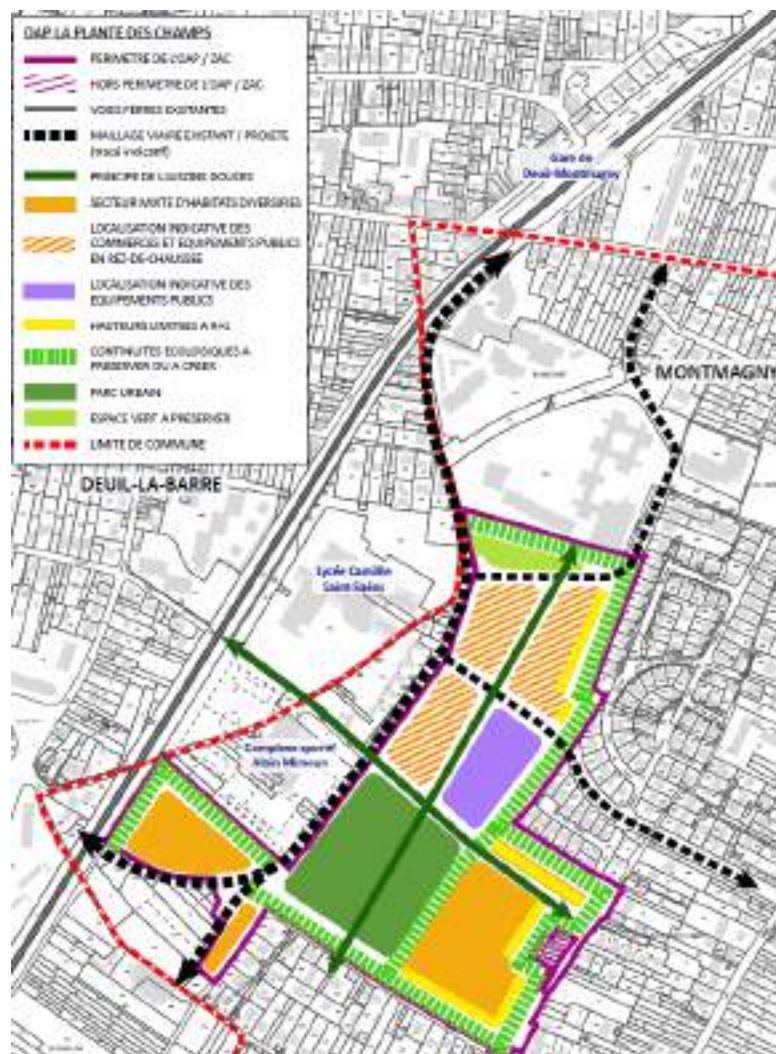 OAP LA PLANTE DES CHAMPS
PERIMETRE DE L'OAP / ZAC
HORS PERIMETRE DE L'OAP / ZAC
VOIES FERREES EXISTANTES
MAILLAGE VIAIRE EXISTANT / PROJETE
(tracé indicatif)
PRINCIPE DE LIAISONS DOUCES
SECTEUR MIXTE D'HABITATS DIVERSIFIES
LOCALISATION INDICATIVE DES
COMMERCES ET EQUIPEMENTS PUBLICS
EN REZ-DE-CHAUSSEE
LOCALISATION INDICATIVE DES
EQUIPEMENTS PUBLICS
HAUTEURS LIMITEES A R+1
CONTINUITES ECOLOGIQUES A
PRESERVER OU A CREER
PARC URBAIN
ESPACE VERT A PRESERVER
LIMITE DE COMMUNE
Gare de
Deuil-Montmagny
MONTMAGNY
DEUIL-LA-BARRE
Lycée Camille
Saint-Saëns
Complexe sportif
Alain Mimoun